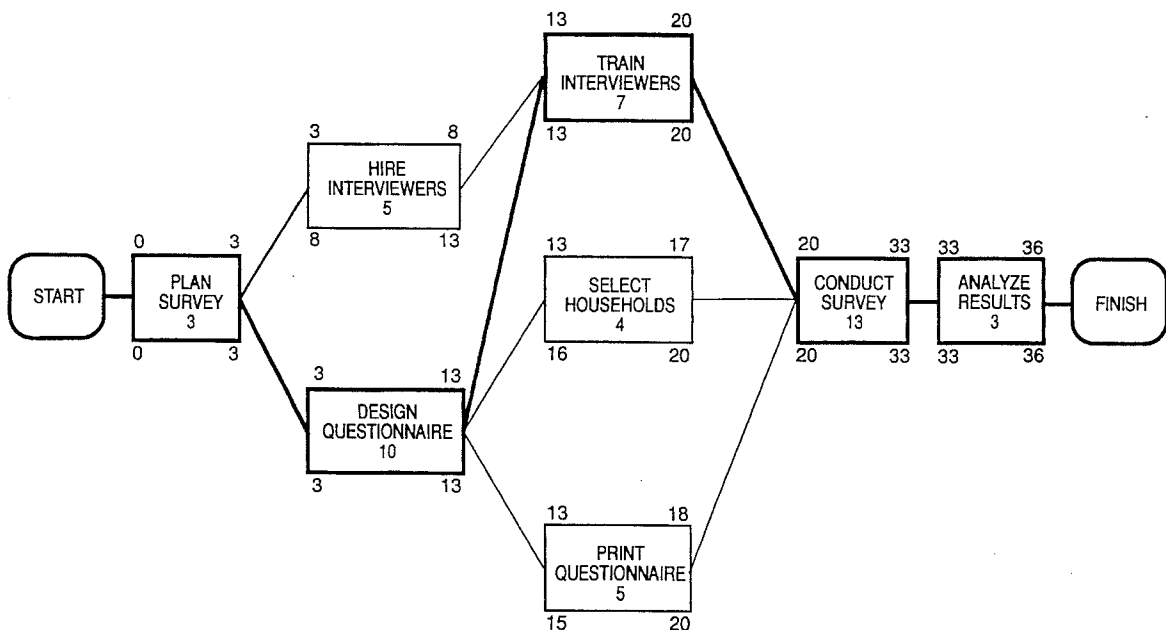 13 20
TRAIN
INTERVIEWERS
7
13 20
3 8
HIRE
INTERVIEWERS
5
8 13
START
0 3
PLAN
SURVEY
3
0 3
13 17
SELECT
HOUSEHOLDS
4
16 20
20 33
CONDUCT
SURVEY
13
20 33
33 36
ANALYZE
RESULTS
3
33 36
FINISH
3 13
DESIGN
QUESTIONNAIRE
10
3 13
13 18
PRINT
QUESTIONNAIRE
5
15 20